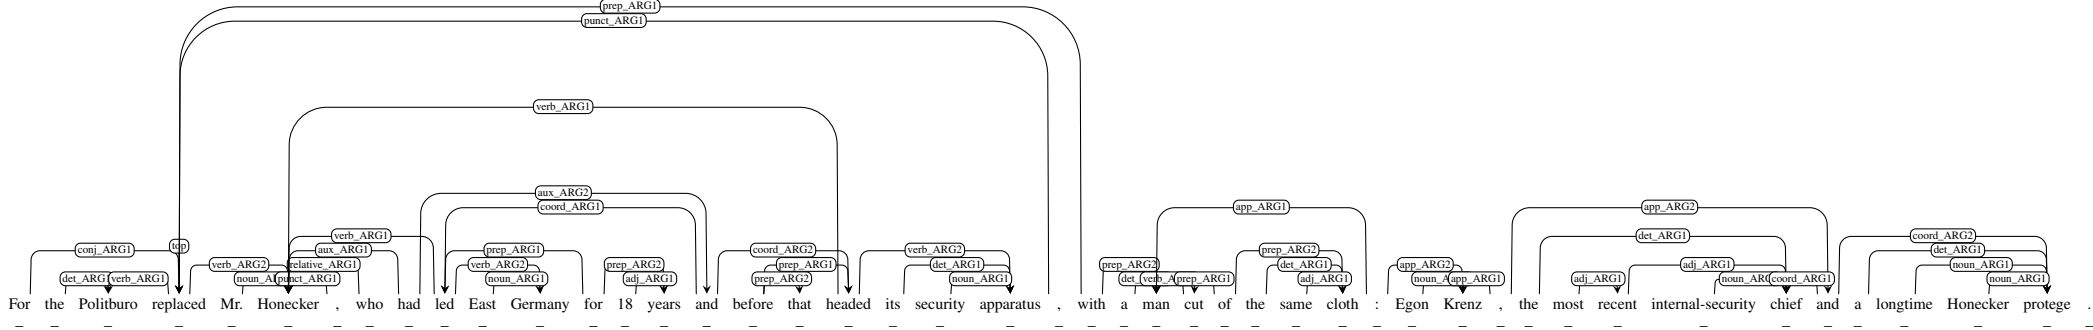 prep_ARG1
punct_ARG1
verb_ARG1
aux_ARG2
coord_ARG1 app_ARG1 app_ARG2
verb_ARG1 det_ARG1 coord_ARG2
conj_ARG1 top aux_ARG1 prep_ARG1 coord_ARG2 verb_ARG2 prep_ARG2 det_ARG1
verb_ARG2 relative_ARG1 verb_ARG2 prep_ARG2 prep_ARG1 det_ARG1 prep_ARG2 det_ARG1 app_ARG2 adj_ARG1 noun_ARG1
verb_ARG1 punct_ARG1 noun_ARG1 adj_ARG1 prep_ARG2 noun_ARG1 prep_ARG1 adj_ARG1 app_ARG1 adj_ARG1 coord_ARG1 noun_ARG1
For the Politburo replaced Mr. Honecker , who had led East Germany for 18 years and before that headed its security apparatus , with a man cut of the same cloth : Egon Krenz , the most recent internal-security chief and a longtime Honecker protege .